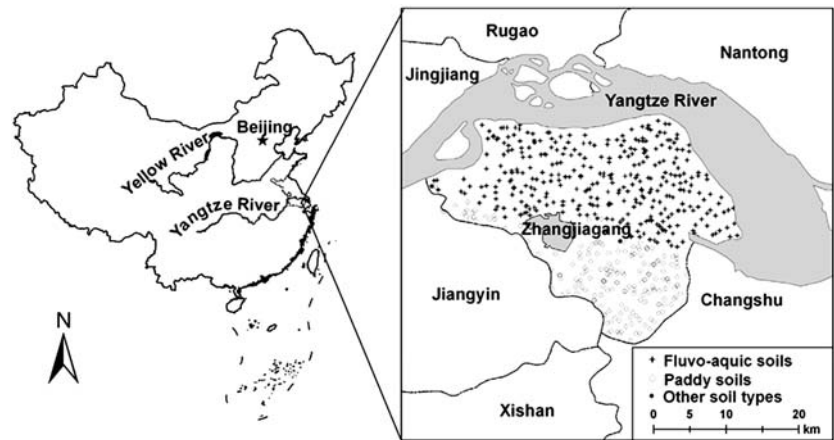 Beijing
Yellow River
Yangtze River
N
Rugao
Nantong
Jingjiang
Yangtze River
Zhangjiagang
Jiangyin
Changshu
Xishan
Fluvo-aquic soils
Paddy soils
Other soil types
0 5 10 20
km